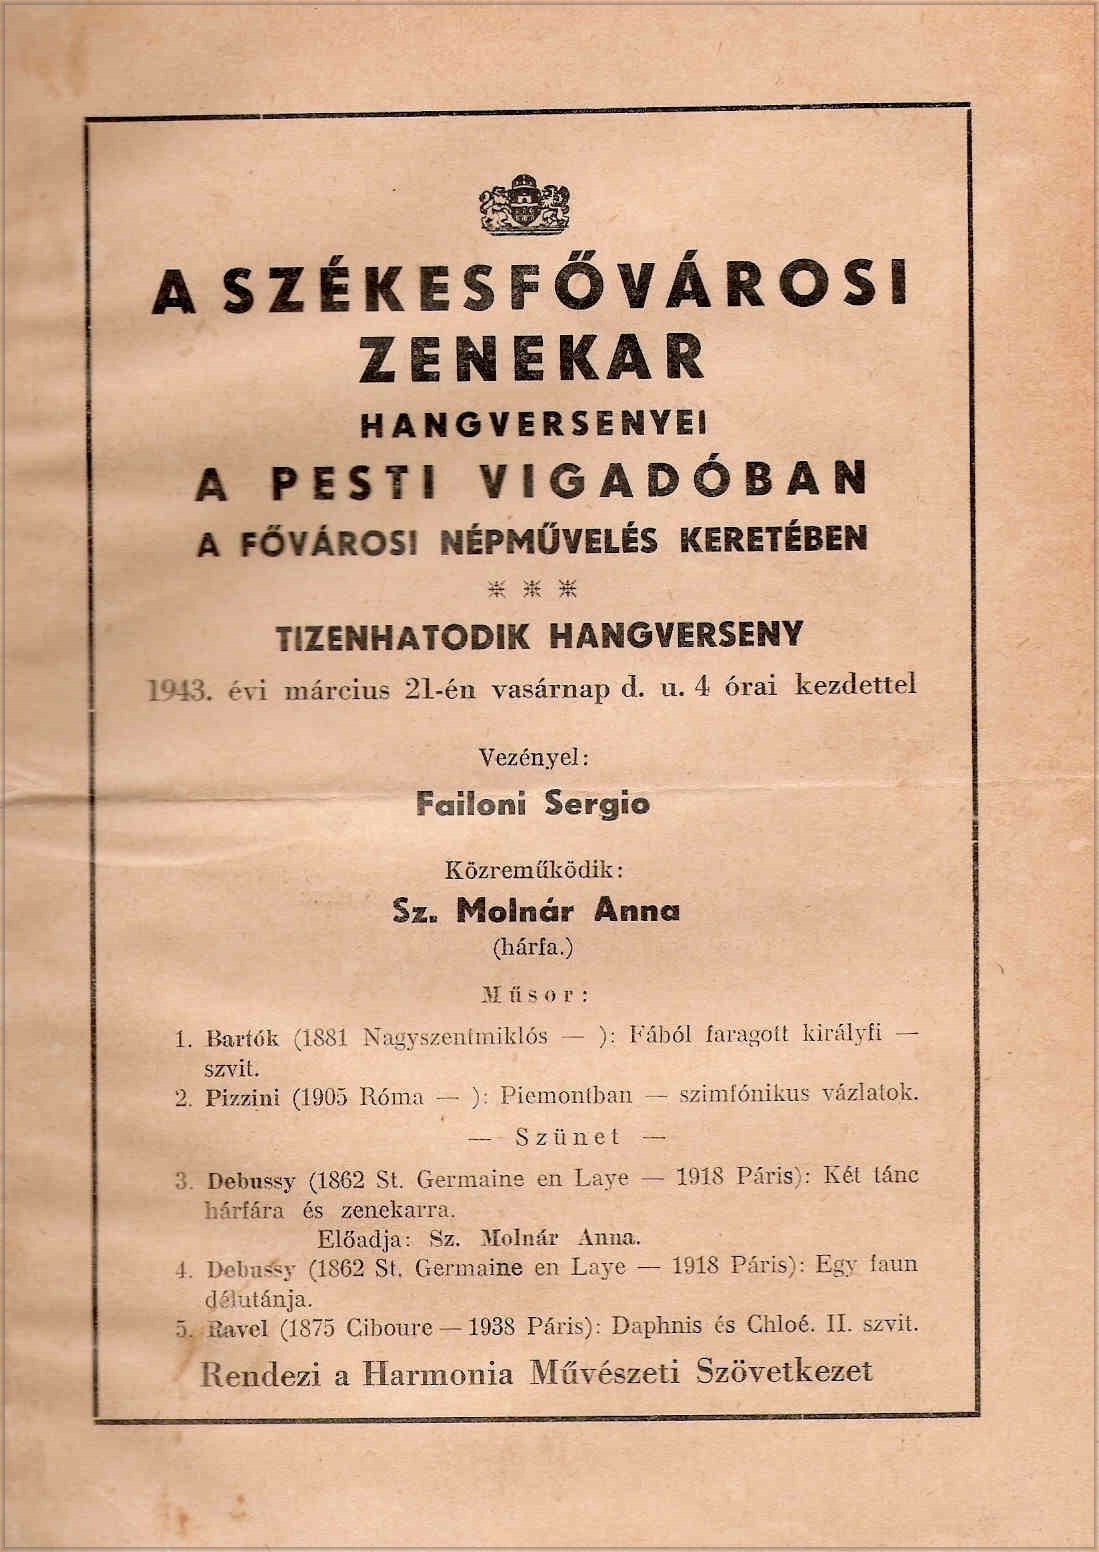 A SZÉKESFŐVÁROSI
ZENEKAR
HANGVERSENYEI
A PESTI VIGADÓBAN
A FŐVÁROSI NÉPMŰVELÉS KERETÉBEN
* * *
TIZENHATODIK HANGVERSENY
1943. évi március 21-én vasárnap d. u. 4 órai kezdettel
Vezényel:
Failoni Sergio
Közreműködik:
Sz. Molnár Anna
(hárfa.)
Műsor:
1. Bartók (1881 Nagyszentmiklós — ): Fából faragott királyfi —
szvit.
2. Pizzini (1905 Róma — ): Piemontban — szimfónikus vázlatok.
— Szünet —
3. Debussy (1862 St. Germaine en Laye — 1918 Páris): Két tánc
hárfára és zenekarra.
Előadja: Sz. Molnár Anna.
4. Debussy (1862 St. Germaine en Laye — 1918 Páris): Egy faun
délutánja.
5. Ravel (1875 Ciboure — 1938 Páris): Daphnis és Chloé. II. szvit.
Rendezi a Harmonia Művészeti Szövetkezet